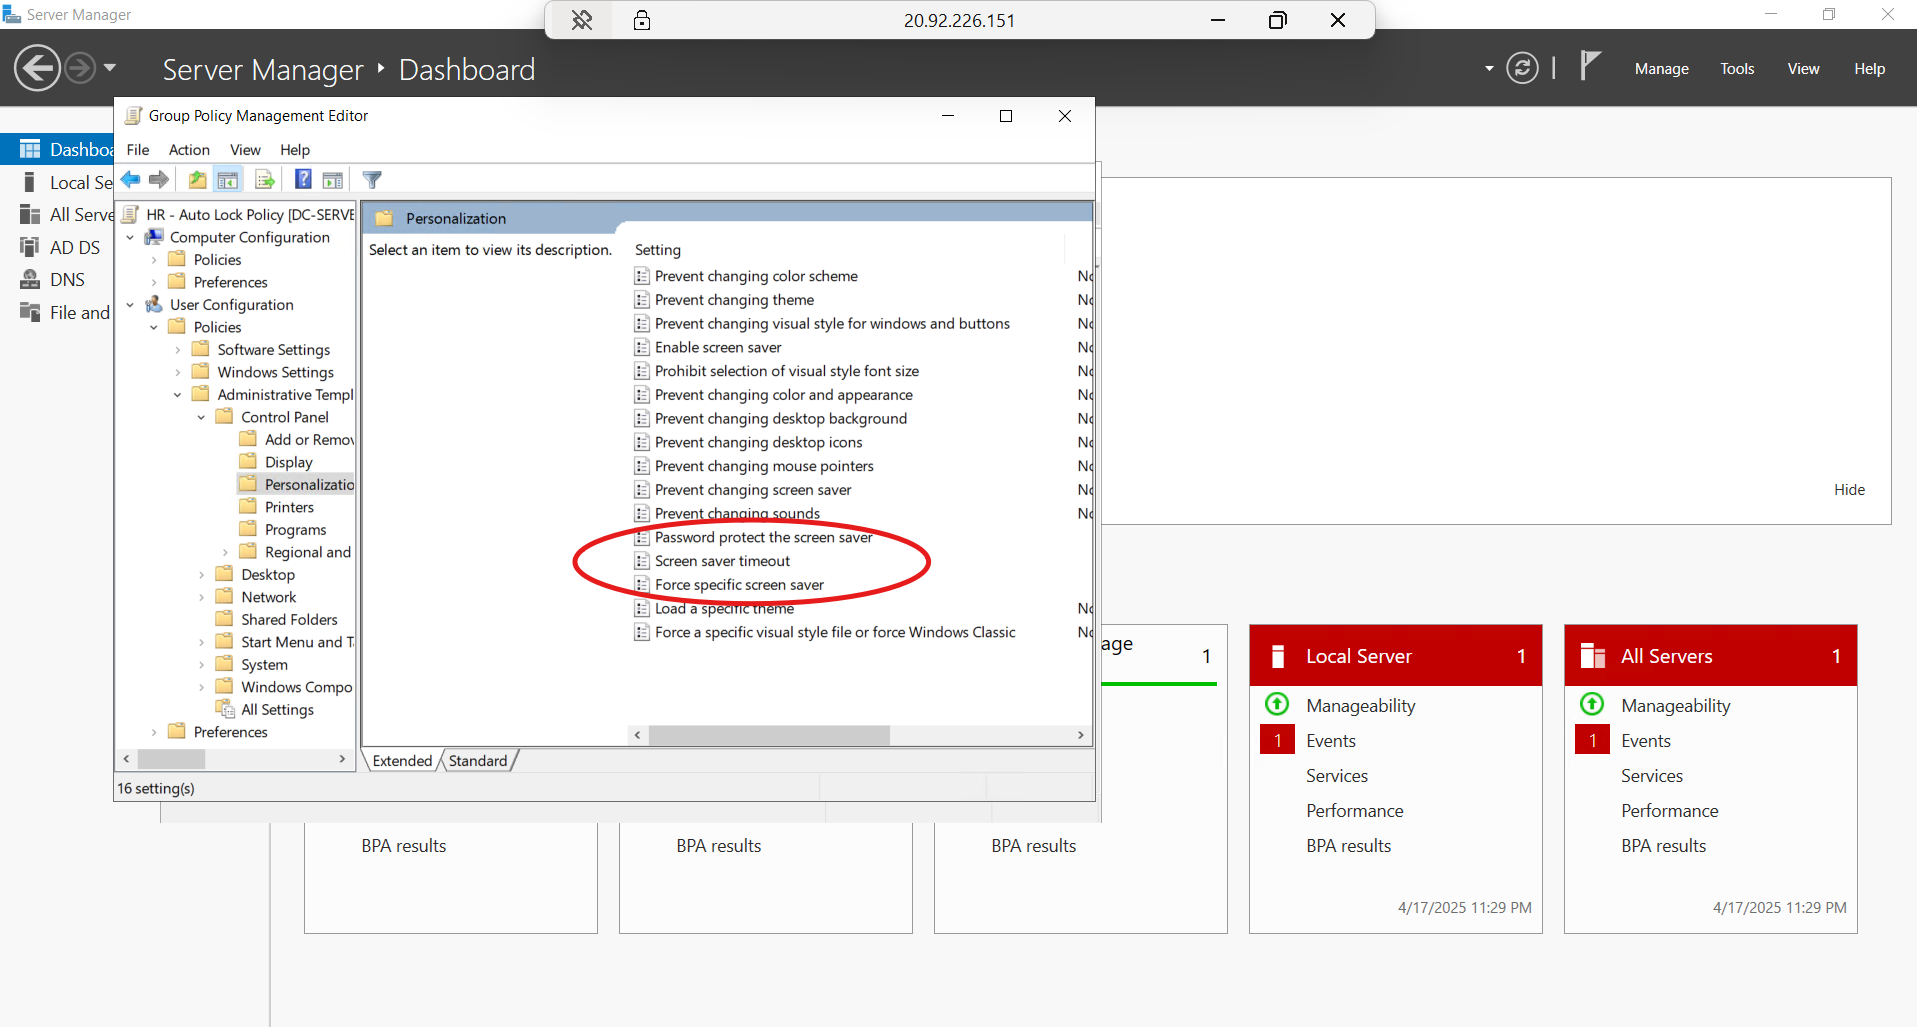 Server Manager
20.92.226.151
Server Manager Dashboard
Manage Tools View Help
Group Policy Management Editor
File Action View Help
Dashboa
Local Se
All Serve
AD DS
DNS
File and
HR - Auto Lock Policy [DC-SERVE
Computer Configuration
Policies
Preferences
User Configuration
Policies
Software Settings
Windows Settings
Administrative Templ
Control Panel
Add or Remov
Display
Personalizatio
Printers
Programs
Regional and
Desktop
Network
Shared Folders
Start Menu and T
System
Windows Compo
All Settings
Preferences
Personalization
Select an item to view its description.
Setting
Prevent changing color scheme No
Prevent changing theme No
Prevent changing visual style for windows and buttons No
Enable screen saver No
Prohibit selection of visual style font size No
Prevent changing color and appearance No
Prevent changing desktop background No
Prevent changing desktop icons No
Prevent changing mouse pointers No
Prevent changing screen saver No
Prevent changing sounds No
Password protect the screen saver
Screen saver timeout
Force specific screen saver
Load a specific theme No
Force a specific visual style file or force Windows Classic No
Extended Standard
16 setting(s)
Hide
age 1
BPA results
BPA results
BPA results
Local Server 1
Manageability
1 Events
Services
Performance
BPA results
4/17/2025 11:29 PM
All Servers 1
Manageability
1 Events
Services
Performance
BPA results
4/17/2025 11:29 PM